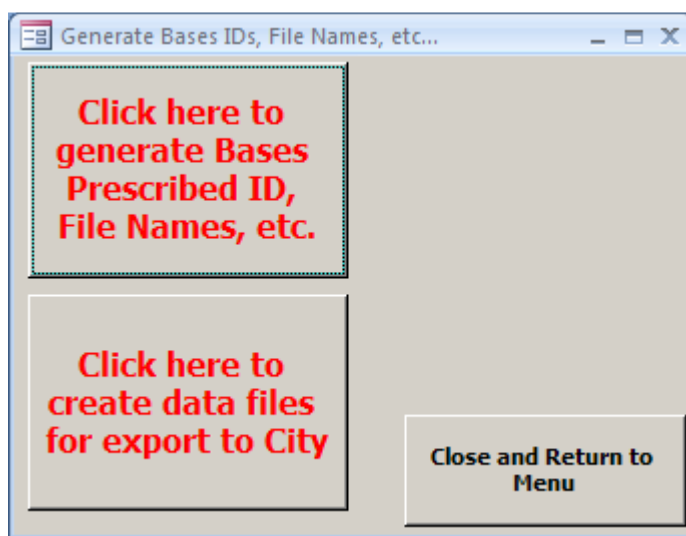 Generate Bases IDs, File Names, etc...
Click here to
generate Bases
Prescribed ID,
File Names, etc.
Click here to
create data files
for export to City
Close and Return to
Menu